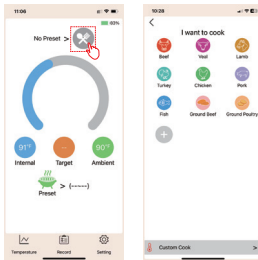 11:06
83%
No Preset >
91°F
--
90°F
Internal
Target
Ambient
Preset > (-----)
Temperature
Record
Setting
10:28
<
I want to cook
Beef
Veal
Lamb
Turkey
Chicken
Pork
Fish
Ground Beef
Ground Poultry
+
Custom Cook >